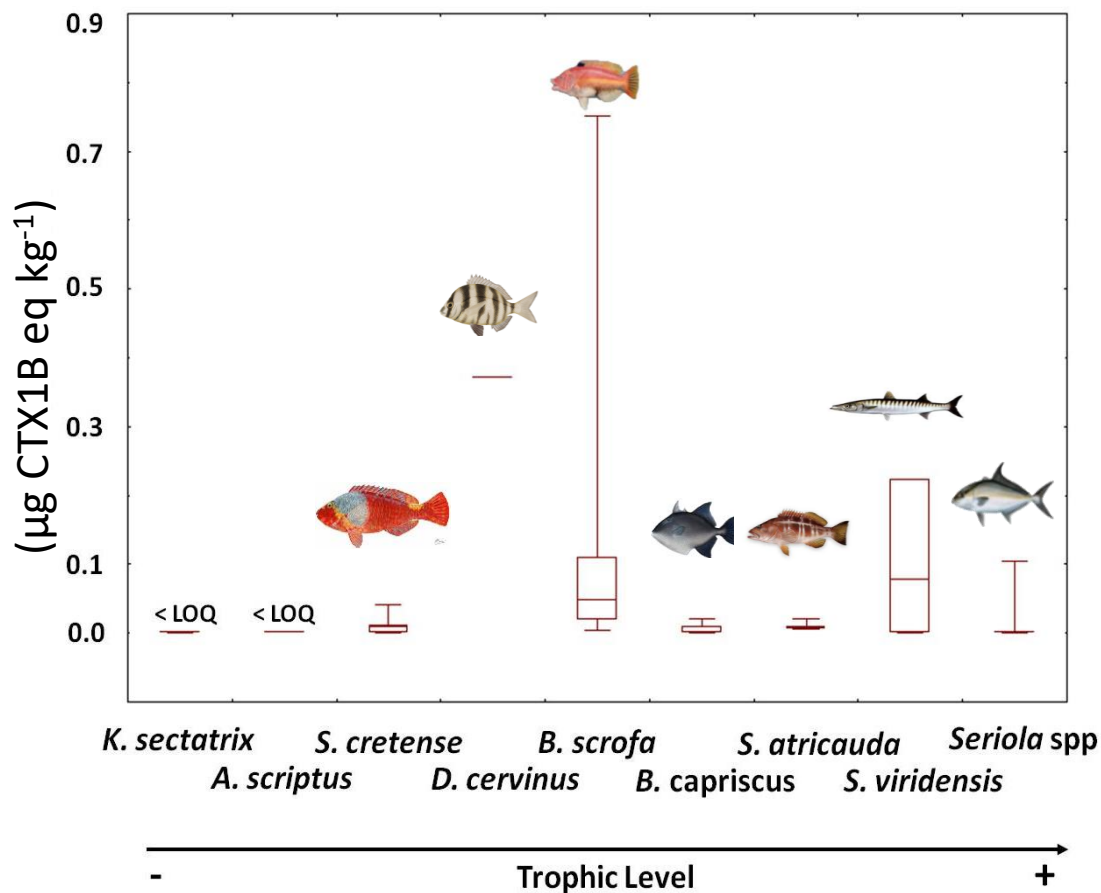 (µg CTX1B eq kg⁻¹)
0.9
0.7
0.5
0.3
0.1
0.0
< LOQ
< LOQ
K. sectatrix
A. scriptus
S. cretense
D. cervinus
B. scrofa
B. capriscus
S. atricauda
S. viridensis
Seriola spp
-
Trophic Level
+